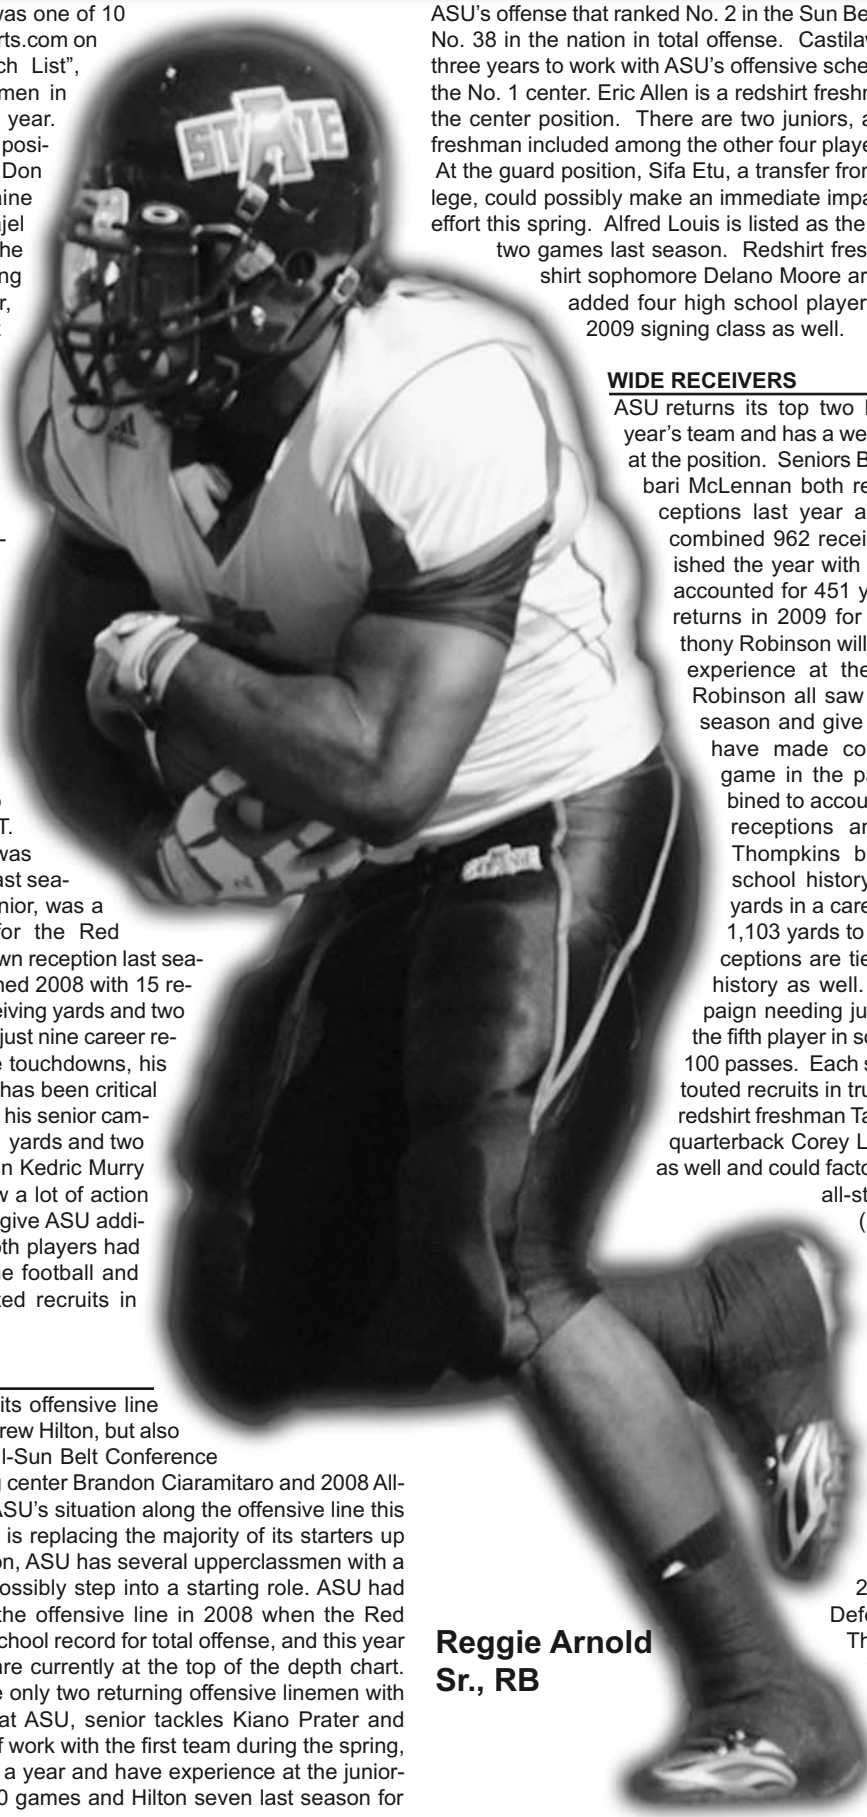 was one of 10
rts.com on
ch List”,
men in
year.
posi-
Don
aine
ajel
he
ng
r,
T.
was
ast sea-
nior, was a
for the Red
wn reception last sea-
ned 2008 with 15 re-
eiving yards and two
just nine career re-
e touchdowns, his
has been critical
his senior cam-
yards and two
n Kedric Murry
w a lot of action
give ASU addi-
oth players had
ne football and
ted recruits in
its offensive line
rew Hilton, but also
ll-Sun Belt Conference
g center Brandon Ciaramitaro and 2008 All-
ASU’s situation along the offensive line this
is replacing the majority of its starters up
on, ASU has several upperclassmen with a
ossibly step into a starting role. ASU had
the offensive line in 2008 when the Red
chool record for total offense, and this year
are currently at the top of the depth chart.
e only two returning offensive linemen with
at ASU, senior tackles Kiano Prater and
f work with the first team during the spring,
a year and have experience at the junior-
0 games and Hilton seven last season for
ASU’s offense that ranked No. 2 in the Sun Be
No. 38 in the nation in total offense. Castila
three years to work with ASU’s offensive sche
the No. 1 center. Eric Allen is a redshirt freshm
the center position. There are two juniors, a
freshman included among the other four playe
At the guard position, Sifa Etu, a transfer from
lege, could possibly make an immediate impa
effort this spring. Alfred Louis is listed as the
two games last season. Redshirt fres
shirt sophomore Delano Moore ar
added four high school player
2009 signing class as well.
WIDE RECEIVERS
ASU returns its top two
year’s team and has a we
at the position. Seniors B
bari McLennan both re
ceptions last year a
combined 962 recei
ished the year with
accounted for 451 y
returns in 2009 for
thony Robinson will
experience at the
Robinson all saw
season and give
have made co
game in the pa
bined to accou
receptions an
Thompkins b
school history
yards in a care
1,103 yards to
ceptions are tie
history as well.
paign needing ju
the fifth player in sc
100 passes. Each s
touted recruits in tru
redshirt freshman Ta
quarterback Corey L
as well and could facto
all-st
(
2
Defe
Th
STATE
adidas
STATE
Reggie Arnold
Sr., RB